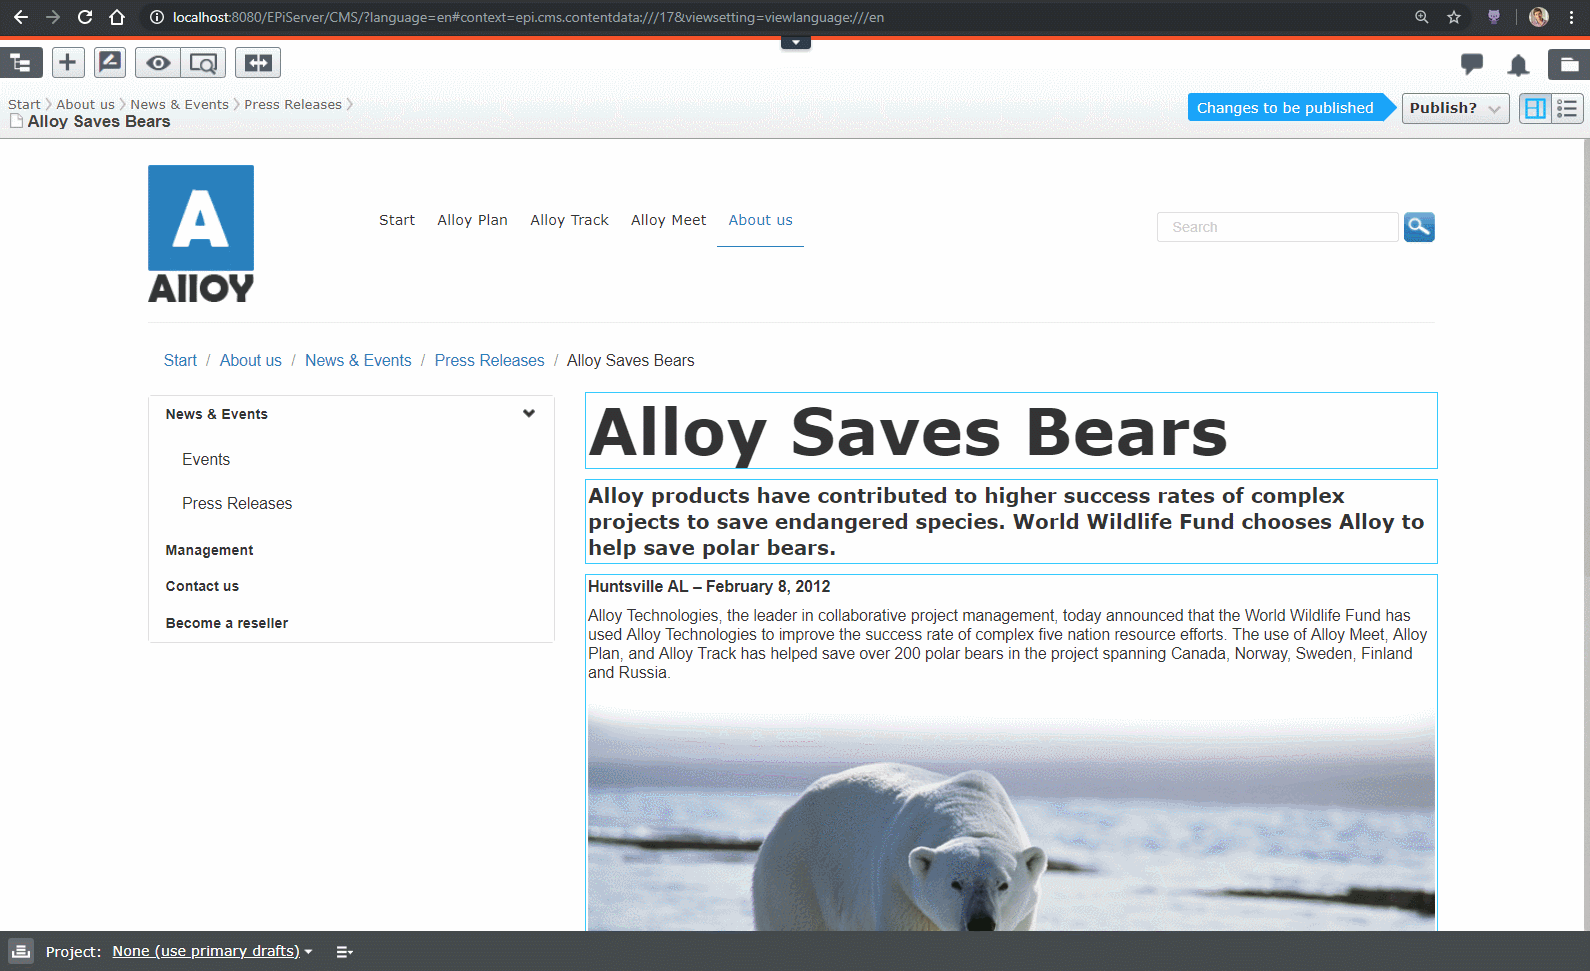 localhost:8080/EPiServer/CMS/?language=en#context=epi.cms.contentdata:///17&viewsetting=viewlanguage:///en
Start About us News & Events Press Releases
Alloy Saves Bears
Changes to be published
Publish?
A
Alloy
Start Alloy Plan Alloy Track Alloy Meet About us
Search
Start / About us / News & Events / Press Releases / Alloy Saves Bears
News & Events
Events
Press Releases
Management
Contact us
Become a reseller
Alloy Saves Bears
Alloy products have contributed to higher success rates of complex
projects to save endangered species. World Wildlife Fund chooses Alloy to
help save polar bears.
Huntsville AL – February 8, 2012
Alloy Technologies, the leader in collaborative project management, today announced that the World Wildlife Fund has
used Alloy Technologies to improve the success rate of complex five nation resource efforts. The use of Alloy Meet, Alloy
Plan, and Alloy Track has helped save over 200 polar bears in the project spanning Canada, Norway, Sweden, Finland
and Russia.
Project: None (use primary drafts)